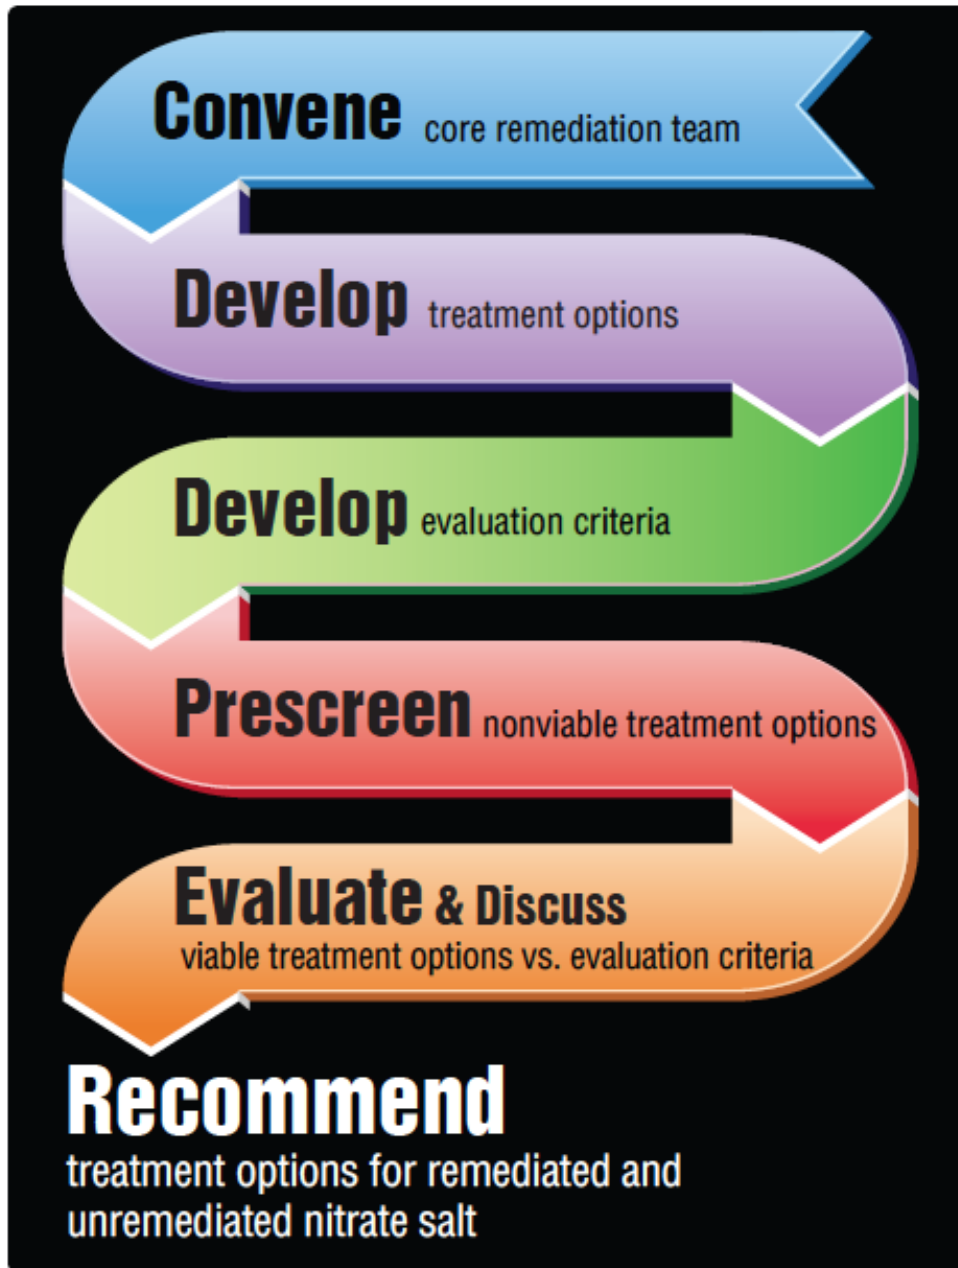 Convene core remediation team
Develop treatment options
Develop evaluation criteria
Prescreen nonviable treatment options
Evaluate & Discuss
viable treatment options vs. evaluation criteria
Recommend
treatment options for remediated and
unremediated nitrate salt